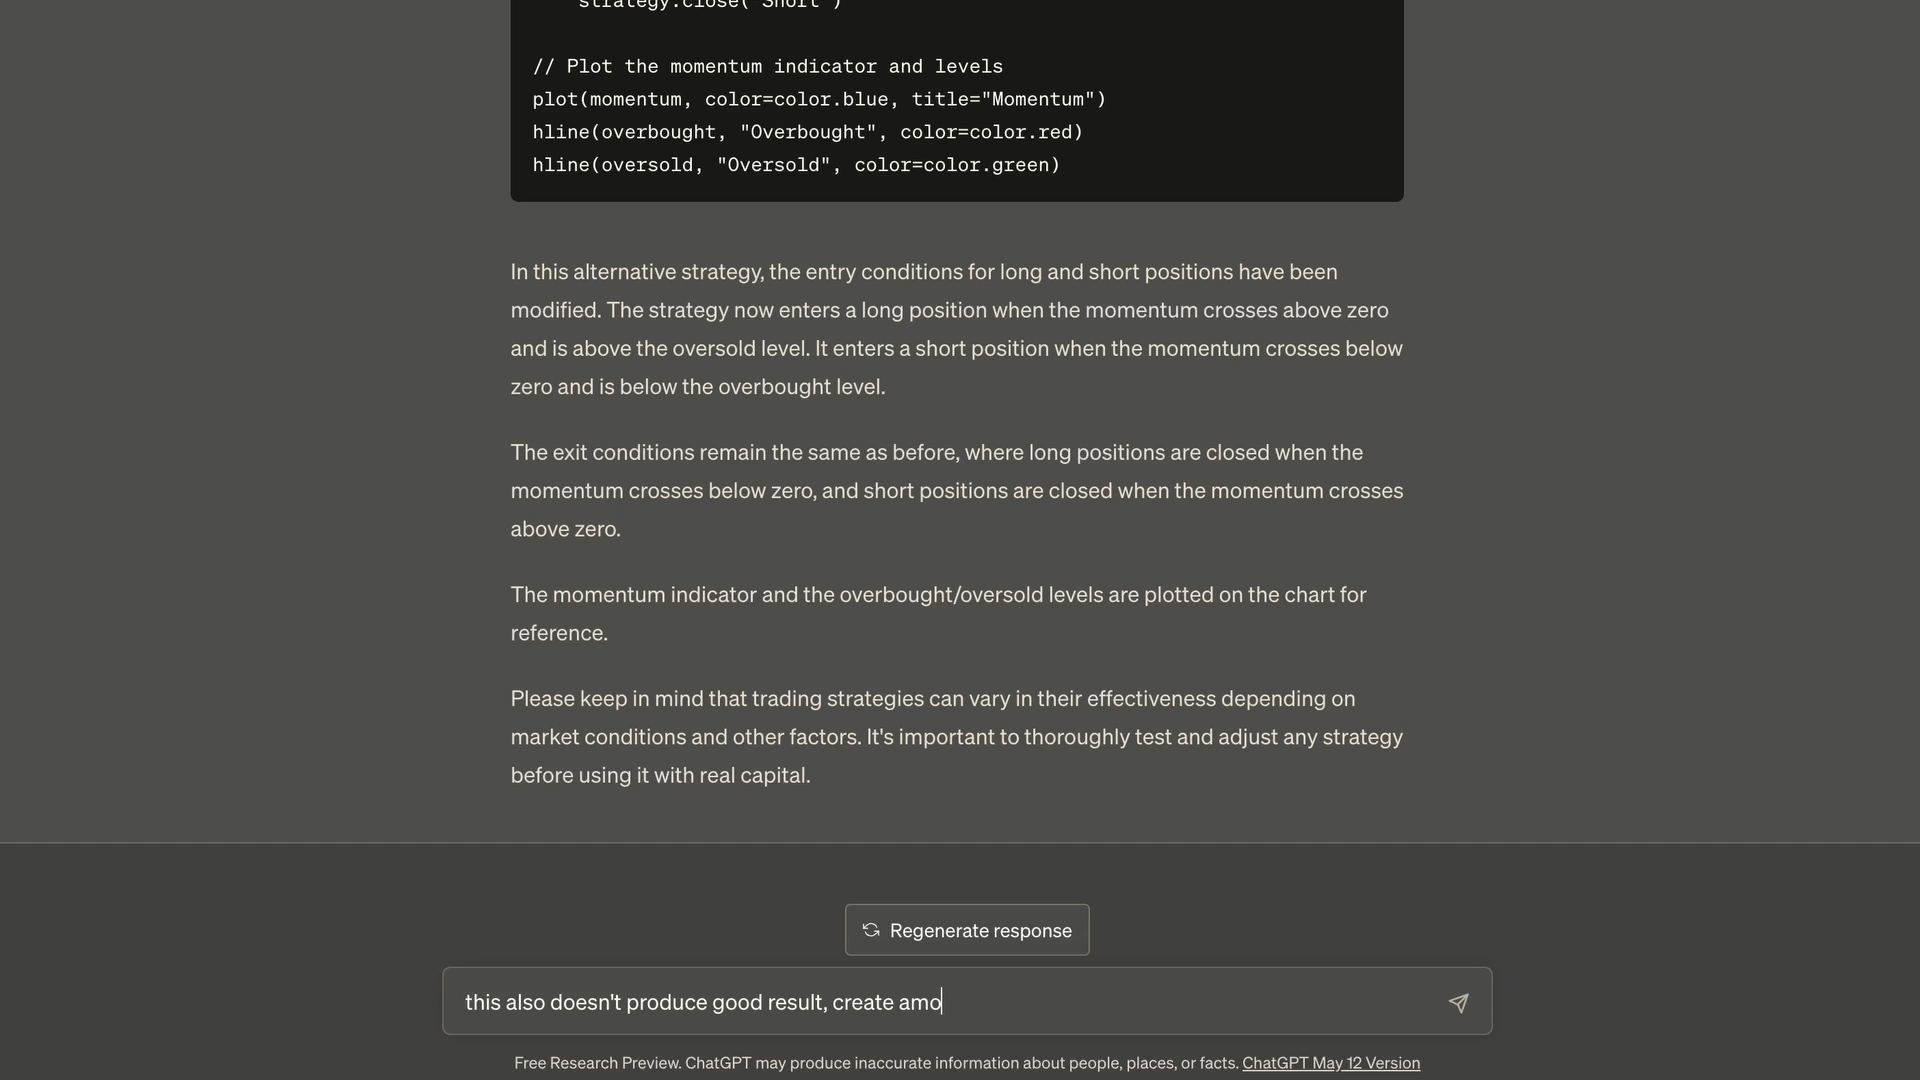 strategy.close("Short")
// Plot the momentum indicator and levels
plot(momentum, color=color.blue, title="Momentum")
hline(overbought, "Overbought", color=color.red)
hline(oversold, "Oversold", color=color.green)
In this alternative strategy, the entry conditions for long and short positions have been
modified. The strategy now enters a long position when the momentum crosses above zero
and is above the oversold level. It enters a short position when the momentum crosses below
zero and is below the overbought level.
The exit conditions remain the same as before, where long positions are closed when the
momentum crosses below zero, and short positions are closed when the momentum crosses
above zero.
The momentum indicator and the overbought/oversold levels are plotted on the chart for
reference.
Please keep in mind that trading strategies can vary in their effectiveness depending on
market conditions and other factors. It's important to thoroughly test and adjust any strategy
before using it with real capital.
Regenerate response
this also doesn't produce good result, create amo
Free Research Preview. ChatGPT may produce inaccurate information about people, places, or facts. ChatGPT May 12 Version